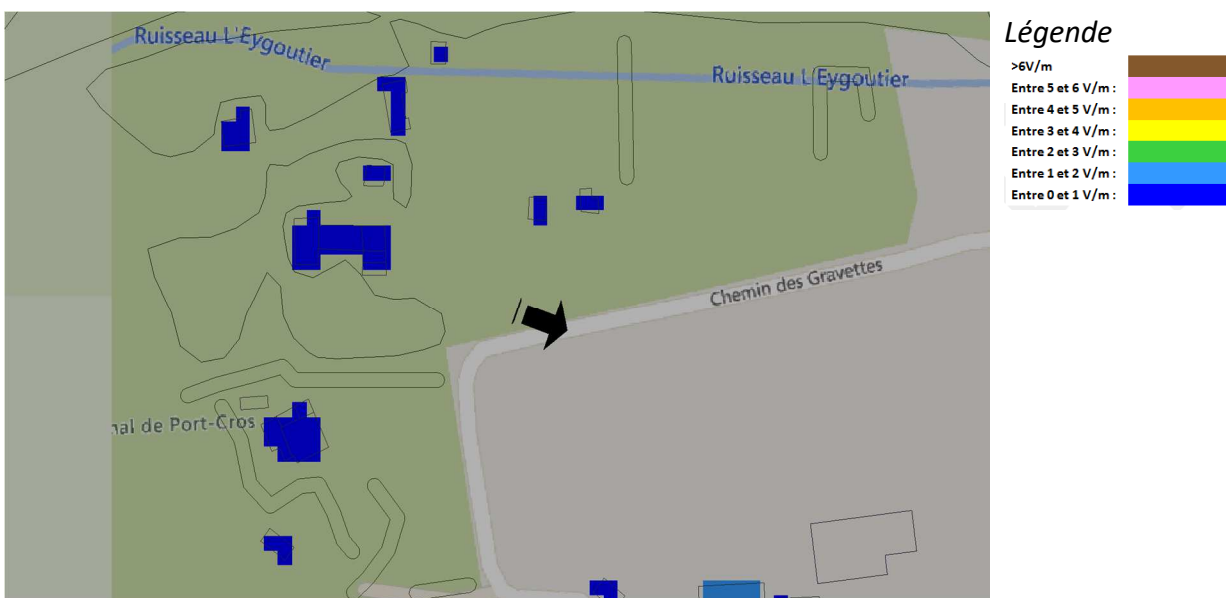 Ruisseau L'Eygoutier
Ruisseau L Eygoutier
Chemin des Gravettes
nal de Port-Cros
Légende
>6V/m
Entre 5 et 6 V/m :
Entre 4 et 5 V/m :
Entre 3 et 4 V/m :
Entre 2 et 3 V/m :
Entre 1 et 2 V/m :
Entre 0 et 1 V/m :